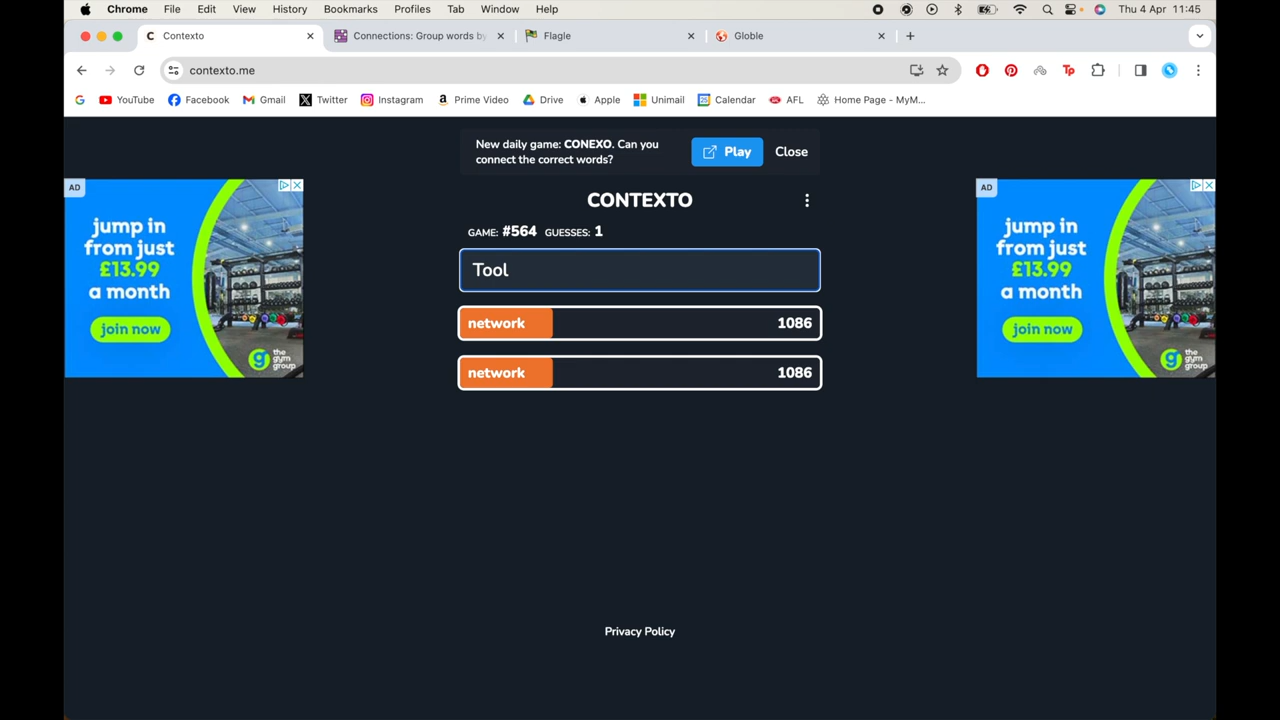 Chrome File Edit View History Bookmarks Profiles Tab Window Help Thu 4 Apr 11:45
Contexto Connections: Group words by Flagle Globle
contexto.me
YouTube Facebook Gmail Twitter Instagram Prime Video Drive Apple Unimail Calendar AFL Home Page - MyM...
New daily game: CONEXO. Can you
connect the correct words?
Play
Close
AD
jump in
from just
£13.99
a month
join now
the
gym
group
CONTEXTO
GAME: #564 GUESSES: 1
Tool
network 1086
network 1086
AD
jump in
from just
£13.99
a month
join now
the
gym
group
Privacy Policy